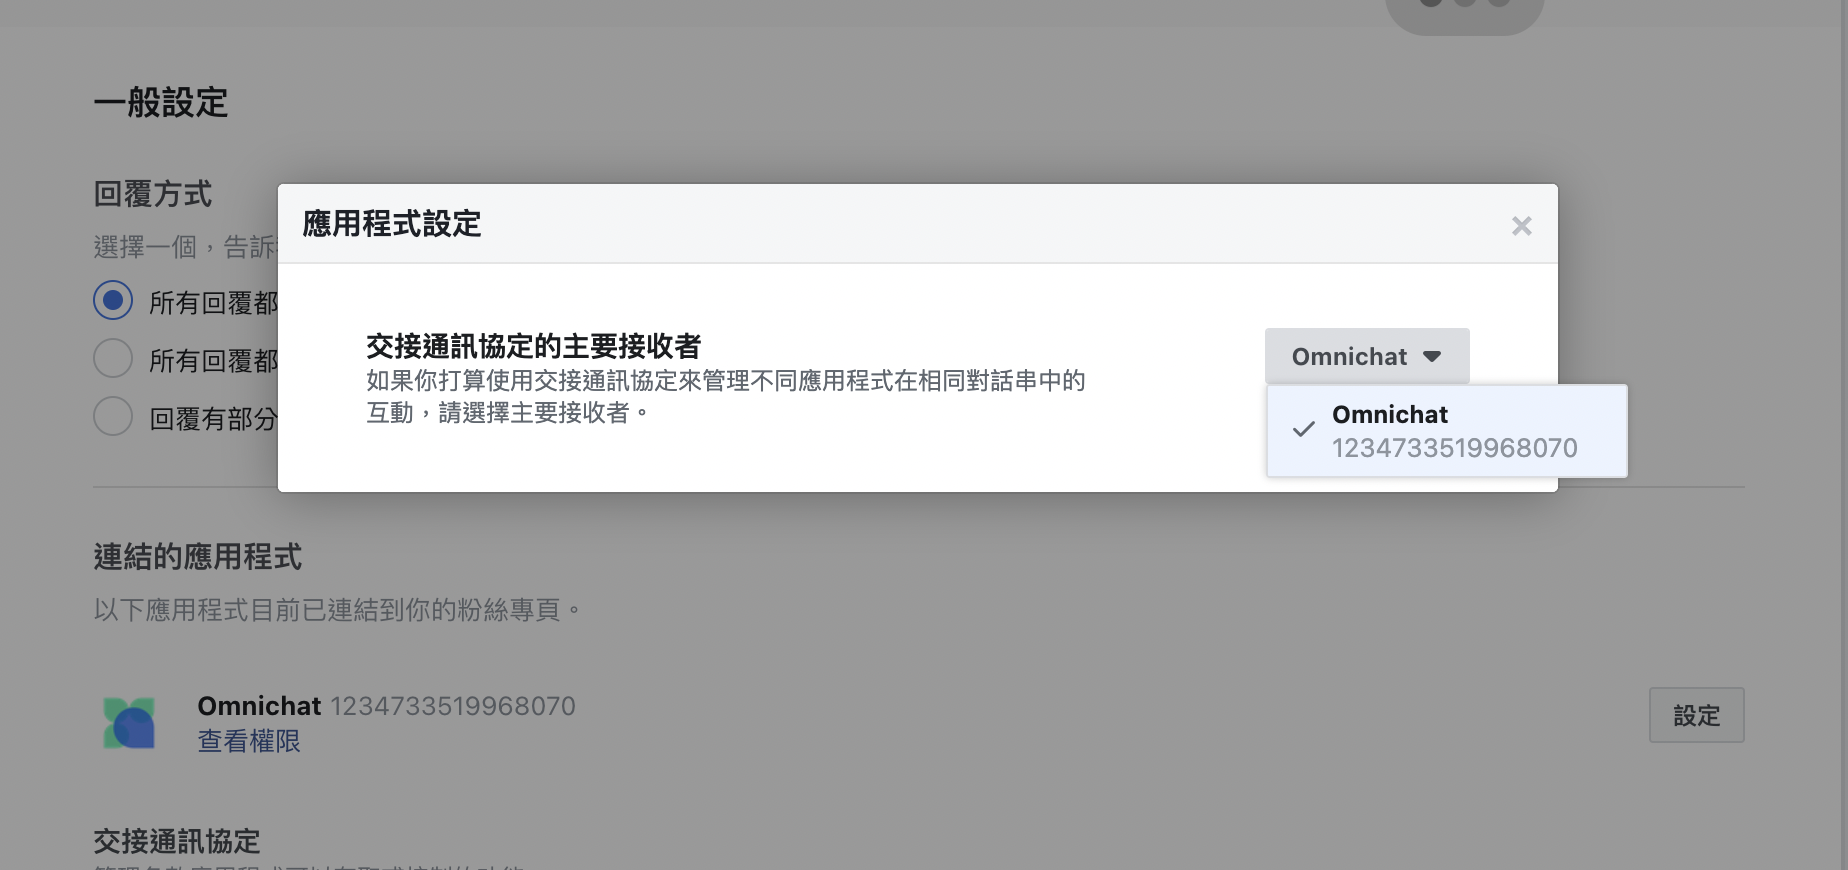 一般設定
回覆方式
選擇一個，告訴
所有回覆都
所有回覆都
回覆有部分
應用程式設定
交接通訊協定的主要接收者
如果你打算使用交接通訊協定來管理不同應用程式在相同對話串中的
互動，請選擇主要接收者。
Omnichat
Omnichat
1234733519968070
連結的應用程式
以下應用程式目前已連結到你的粉絲專頁。
Omnichat 1234733519968070
查看權限
設定
交接通訊協定